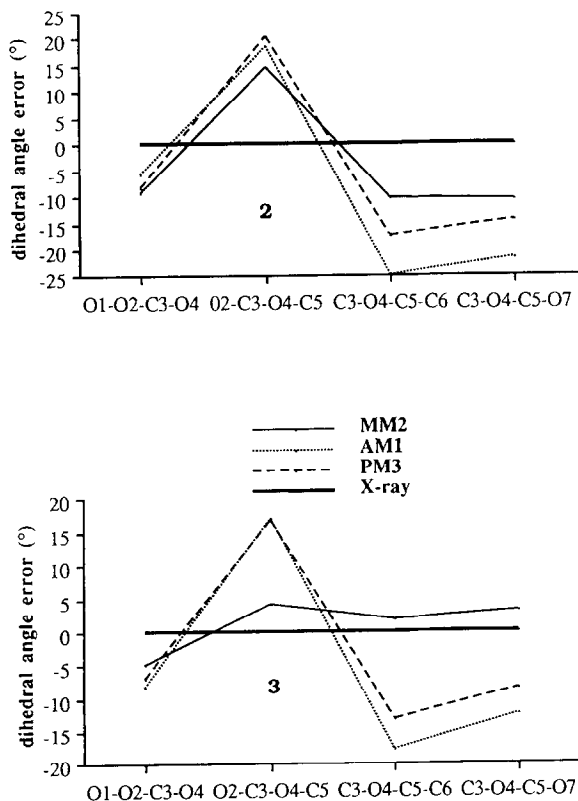 dihedral angle error (°)
25
20
15
10
5
0
-5
-10
-15
-20
-25
2
O1-O2-C3-O4 02-C3-O4-C5 C3-O4-C5-C6 C3-O4-C5-O7
MM2
AM1
PM3
X-ray
dihedral angle error (°)
20
15
10
5
0
-5
-10
-15
-20
3
O1-O2-C3-O4 O2-C3-O4-C5 C3-O4-C5-C6 C3-O4-C5-O7